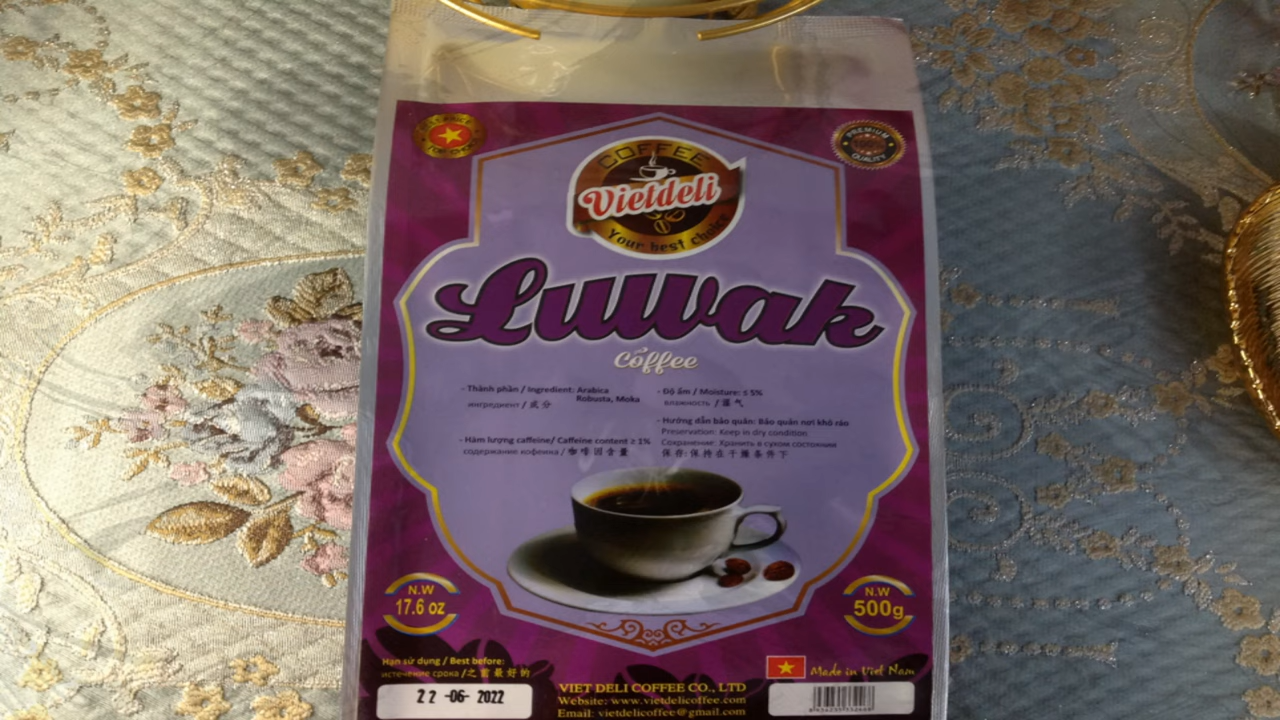 PREMIUM
QUALITY
COFFEE
Vietdeli
Your best choice
Luwak
Coffee
- Thành phần / Ingredient: Arabica
Robusta, Moka
ингредиент / 成分
- Hàm lượng caffeine/ Caffeine content ≥ 1%
содержание кофеина / 咖啡因含量
- Độ ẩm / Moisture: ≤ 5%
влажность / 湿气
- Hướng dẫn bảo quản: Bảo quản nơi khô ráo
Preservation: Keep in dry condition
Сохранение: Хранить в сухом состоянии
保存:保持在干燥条件下
N.W
17.6 oz
N.W
500g
Hạn sử dụng / Best before:
истечение срока /之前最好的
22 -06- 2022
VIET DELI COFFEE CO., LTD
Website: www.vietdelicoffee.com
Email: vietdelicoffee@gmail.com
Made in Viet Nam